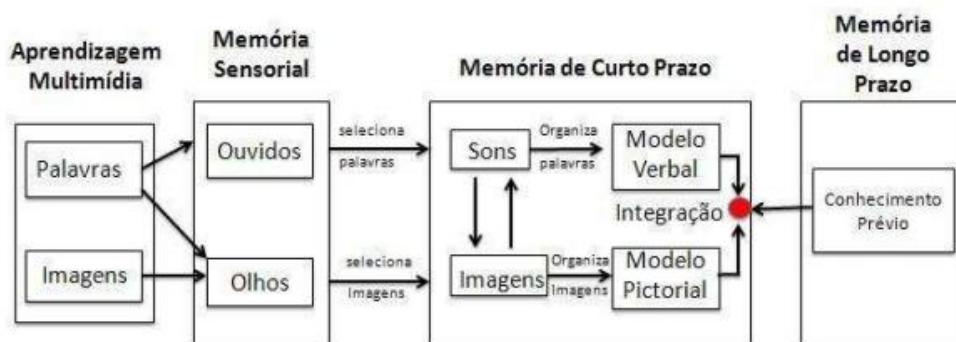 Aprendizagem
Multimídia
Palavras
Imagens
Memória
Sensorial
Ouvidos
Olhos
seleciona
palavras
seleciona
Imagens
Memória de Curto Prazo
Sons
Organiza
palavras
Modelo
Verbal
Integração
Imagens
Organiza
Imagens
Modelo
Pictorial
Memória
de Longo
Prazo
Conhecimento
Prévio